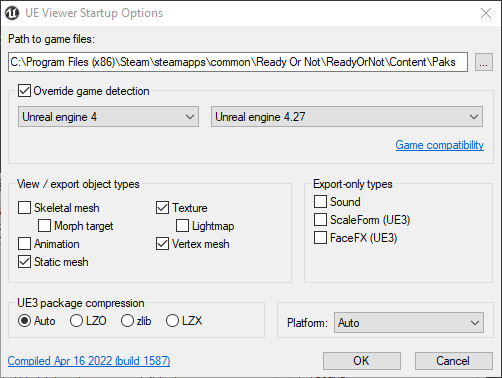 UE Viewer Startup Options
Path to game files:
C:\Program Files (x86)\Steam\steamapps\common\Ready Or Not\ReadyOrNot\Content\Paks
...
Override game detection
Unreal engine 4
Unreal engine 4.27
Game compatibility
View / export object types
Export-only types
Skeletal mesh
Texture
Sound
Morph target
Lightmap
ScaleForm (UE3)
Animation
Vertex mesh
FaceFX (UE3)
Static mesh
UE3 package compression
Auto
LZO
zlib
LZX
Platform:
Auto
Compiled Apr 16 2022 (build 1587)
OK
Cancel